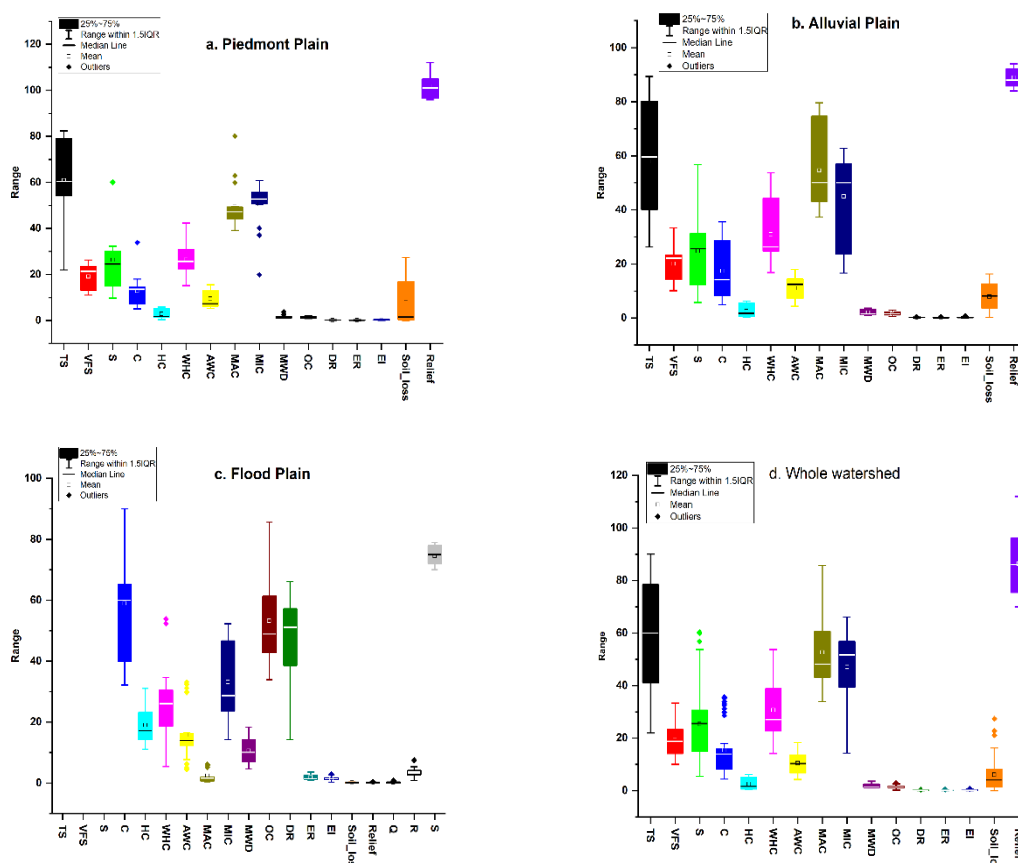 25%~75%
Range within 1.5IQR
Median Line
Mean
Outliers
a. Piedmont Plain
120
100
80
60
40
20
0
Range
TS
VFS
S
C
HC
WHC
AWC
MAC
MIC
MWD
OC
DR
ER
EI
Soil_loss
Relief
25%~75%
Range within 1.5IQR
Median Line
Mean
Outliers
b. Alluvial Plain
100
80
60
40
20
0
Range
TS
VFS
S
C
HC
WHC
AWC
MAC
MIC
MWD
OC
DR
ER
EI
Soil_loss
Relief
25%~75%
Range within 1.5IQR
Median Line
Mean
Outliers
c. Flood Plain
100
80
60
40
20
0
Range
TS
VFS
S
C
HC
WHC
AWC
MAC
MIC
MWD
OC
DR
ER
EI
Soil_loss
Relief
Q
R
S
25%~75%
Range within 1.5IQR
Median Line
Mean
Outliers
d. Whole watershed
120
100
80
60
40
20
0
Range
TS
VFS
S
C
HC
WHC
AWC
MAC
MIC
MWD
OC
DR
ER
EI
Soil_los
Relief